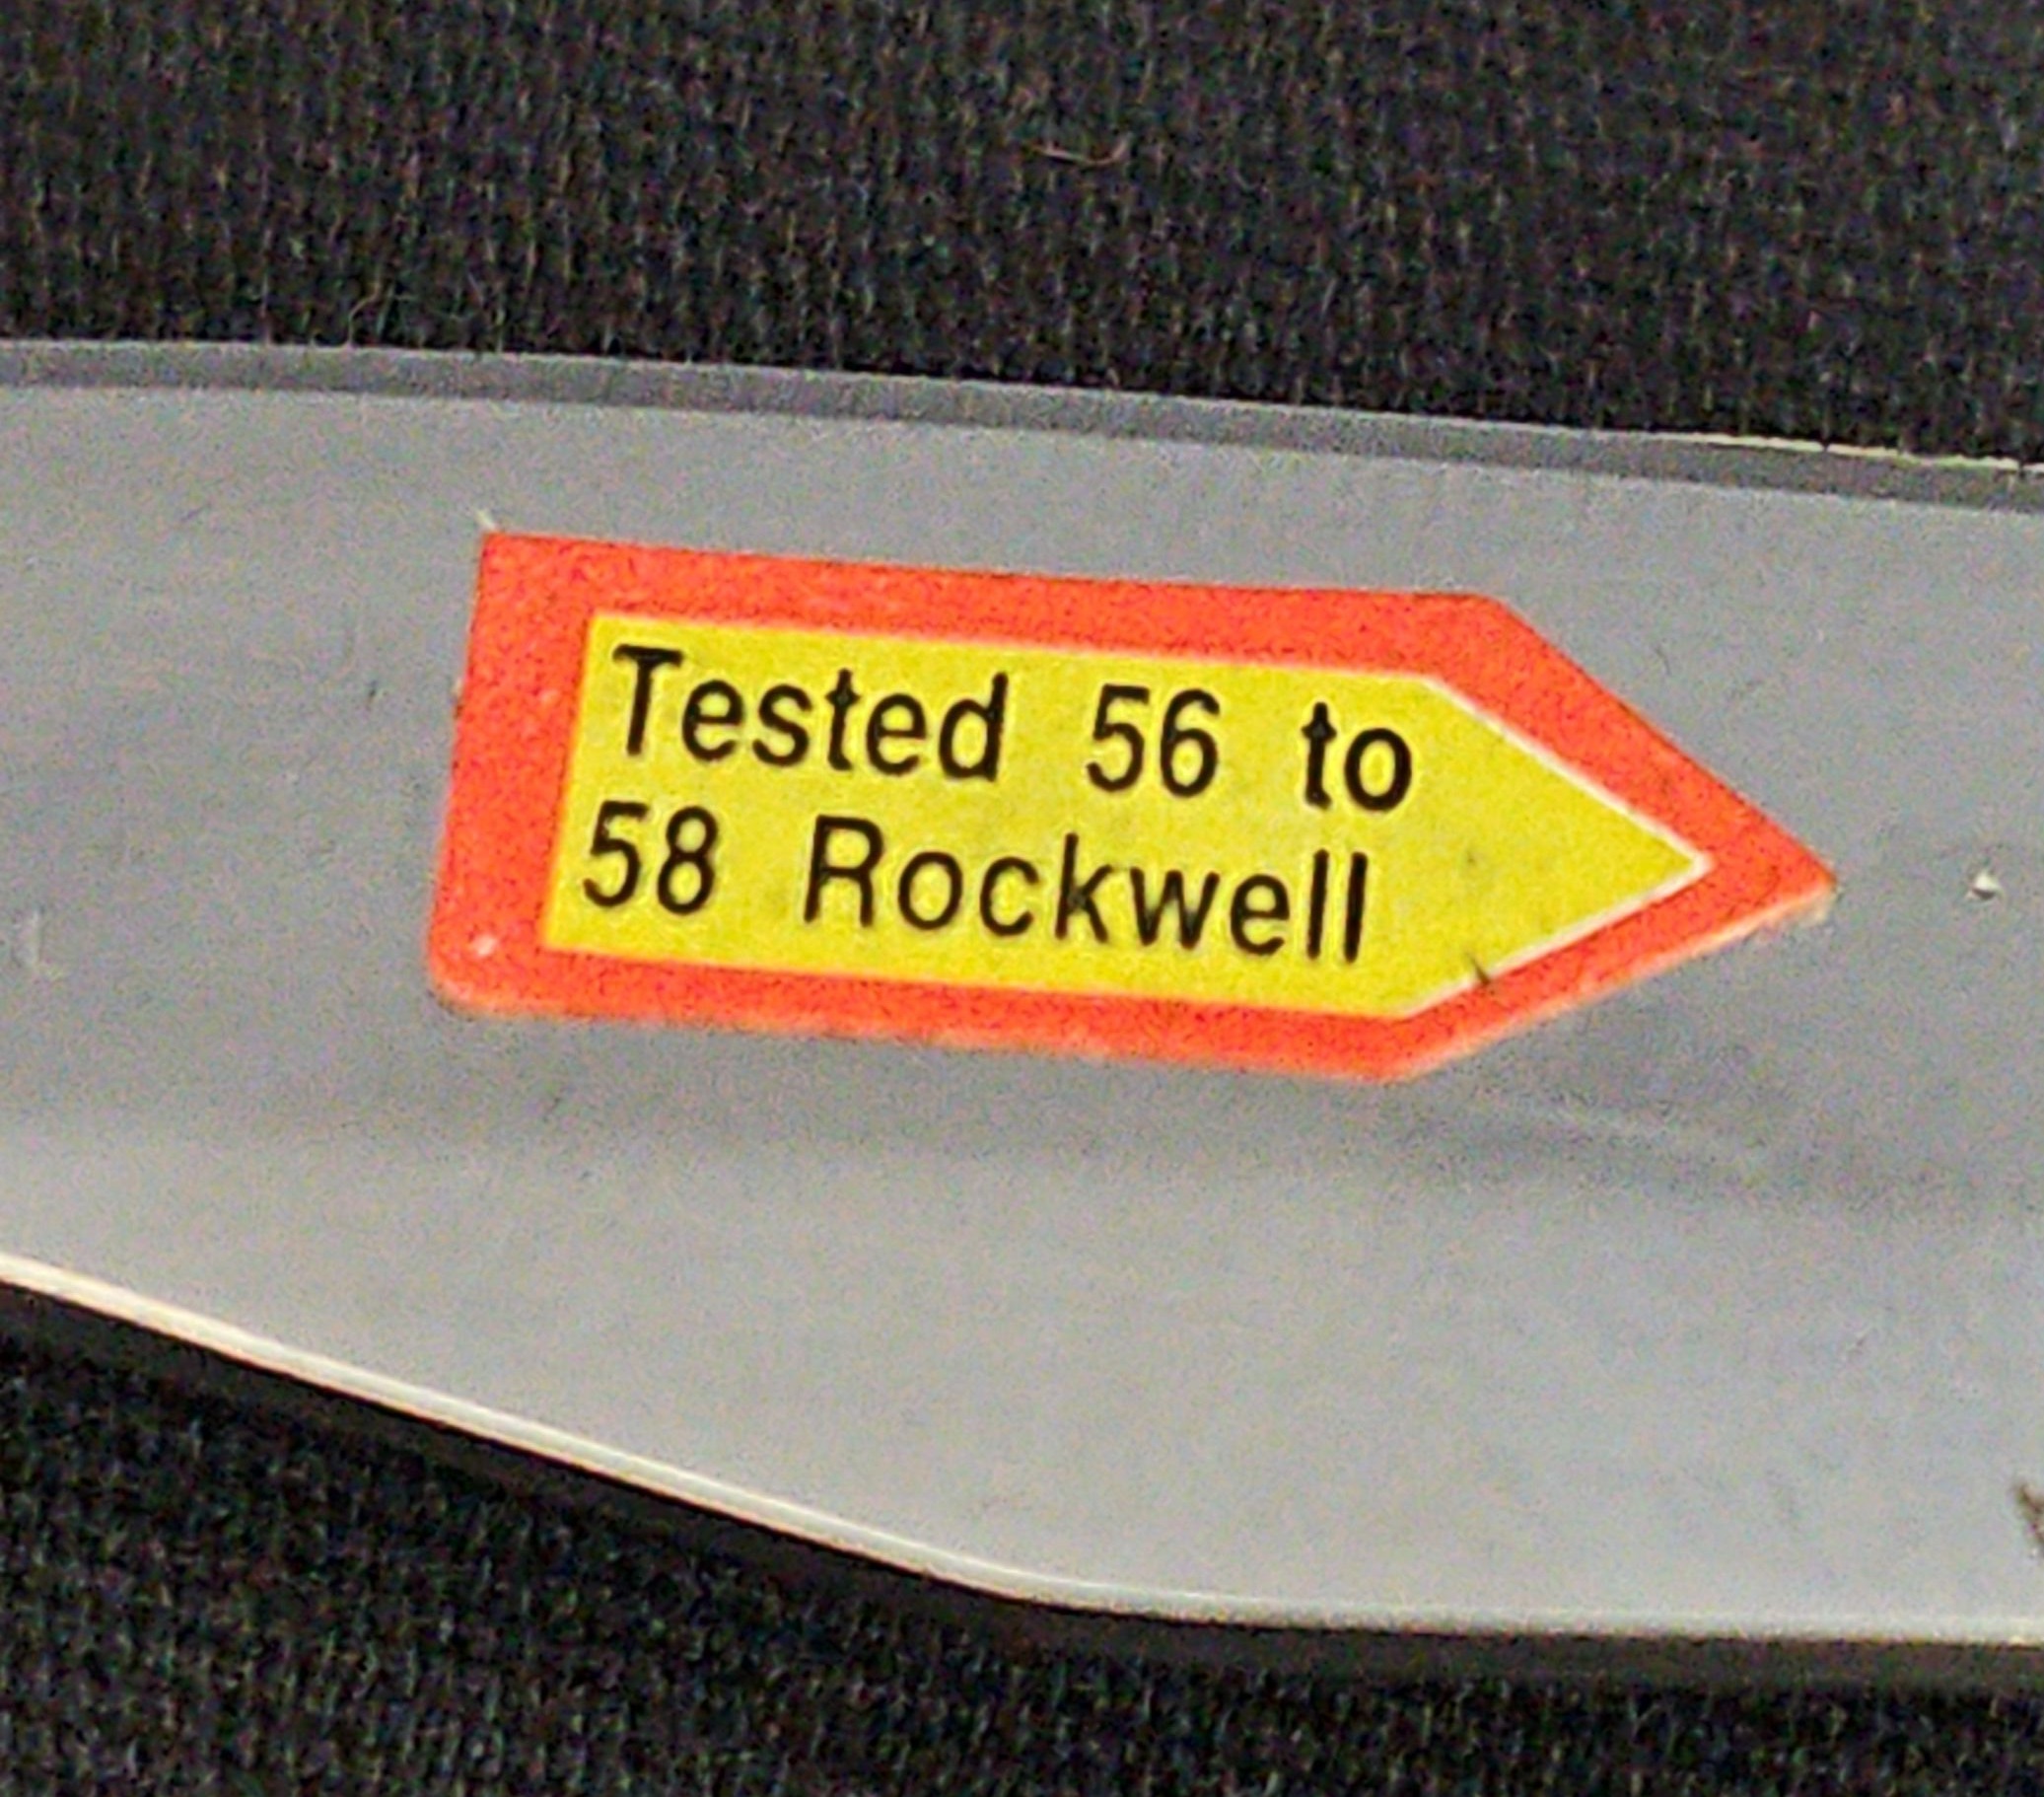 Tested 56 to
58 Rockwell